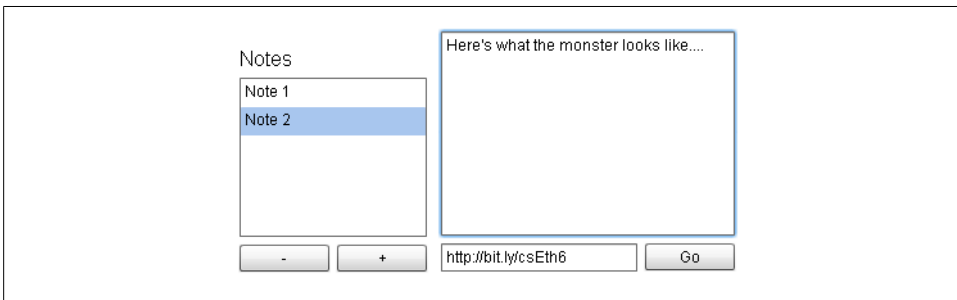 Notes
Note 1
Note 2
- +
Here's what the monster looks like....
http://bit.ly/csEth6 Go